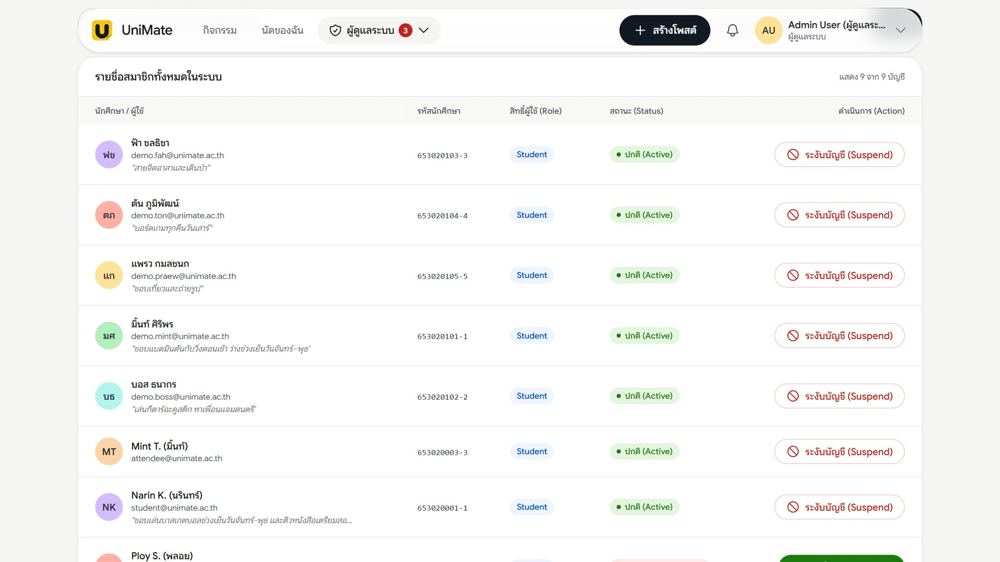 UniMate
กิจกรรม
นัดของฉัน
ผู้ดูแลระบบ 3
สร้างโพสต์
AU
Admin User (ผู้ดูแลระ...
ผู้ดูแลระบบ
รายชื่อสมาชิกทั้งหมดในระบบ
แสดง 9 จาก 9 บัญชี
นักศึกษา / ผู้ใช้
รหัสนักศึกษา
สิทธิ์ผู้ใช้ (Role)
สถานะ (Status)
ดำเนินการ (Action)
ฟช
ฟ้า ชลธิชา
demo.fah@unimate.ac.th
"สายจิตอาสาและเดินป่า"
653020103-3
Student
ปกติ (Active)
ระงับบัญชี (Suspend)
ตภ
ต้น ภูมิพัฒน์
demo.ton@unimate.ac.th
"บอร์ดเกมทุกคืนวันเสาร์"
653020104-4
Student
ปกติ (Active)
ระงับบัญชี (Suspend)
แก
แพรว กมลชนก
demo.praew@unimate.ac.th
"ชอบเที่ยวและถ่ายรูป"
653020105-5
Student
ปกติ (Active)
ระงับบัญชี (Suspend)
มศ
มิ้นท์ ศิริพร
demo.mint@unimate.ac.th
"ชอบแบดมินตันกับวิ่งตอนเช้า ว่างช่วงเย็นวันจันทร์–พุธ"
653020101-1
Student
ปกติ (Active)
ระงับบัญชี (Suspend)
บธ
บอส ธนากร
demo.boss@unimate.ac.th
"เล่นกีตาร์อะคูสติก หาเพื่อนแจมดนตรี"
653020102-2
Student
ปกติ (Active)
ระงับบัญชี (Suspend)
MT
Mint T. (มิ้นท์)
attendee@unimate.ac.th
653020003-3
Student
ปกติ (Active)
ระงับบัญชี (Suspend)
NK
Narin K. (นรินทร์)
student@unimate.ac.th
"ชอบเล่นบาสเกตบอลช่วงเย็นวันจันทร์-พุธ และติวหนังสือเตรียมสอ...
653020001-1
Student
ปกติ (Active)
ระงับบัญชี (Suspend)
Ploy S. (พลอย)